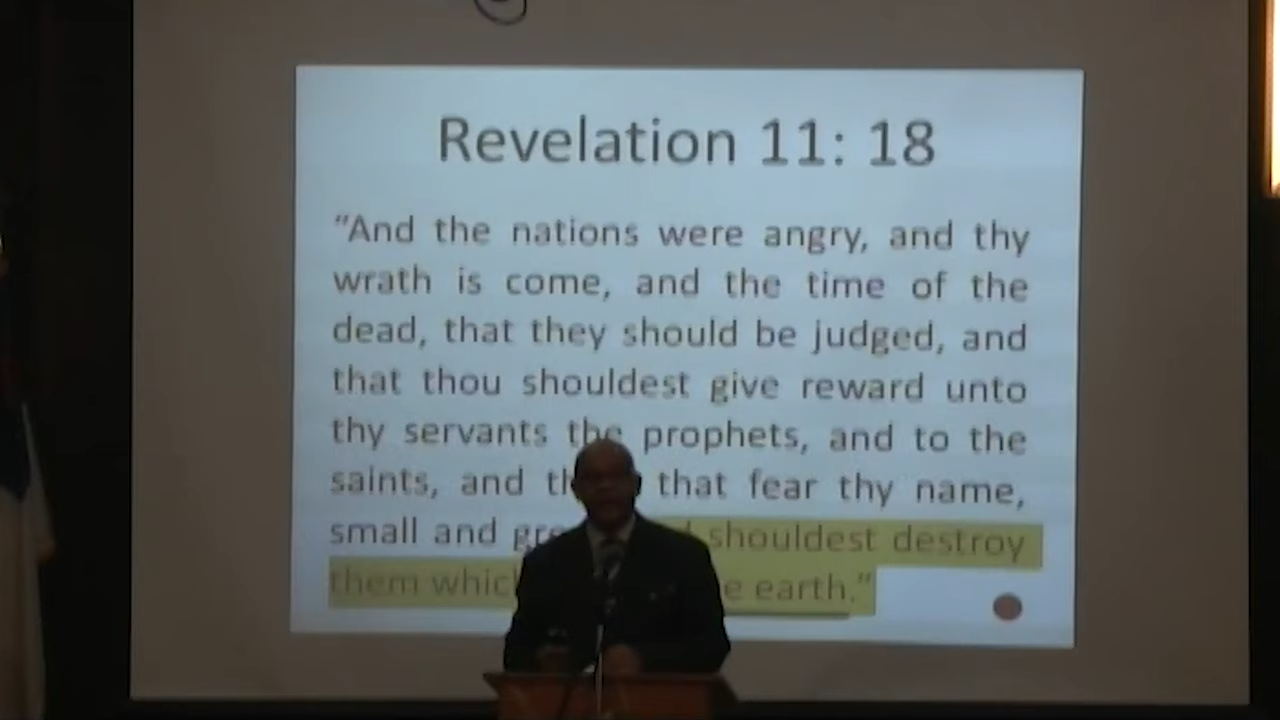 Revelation 11: 18
“And the nations were angry, and thy
wrath is come, and the time of the
dead, that they should be judged, and
that thou shouldest give reward unto
thy servants the prophets, and to the
saints, and that fear thy name,
small and shouldest destroy
them earth.”